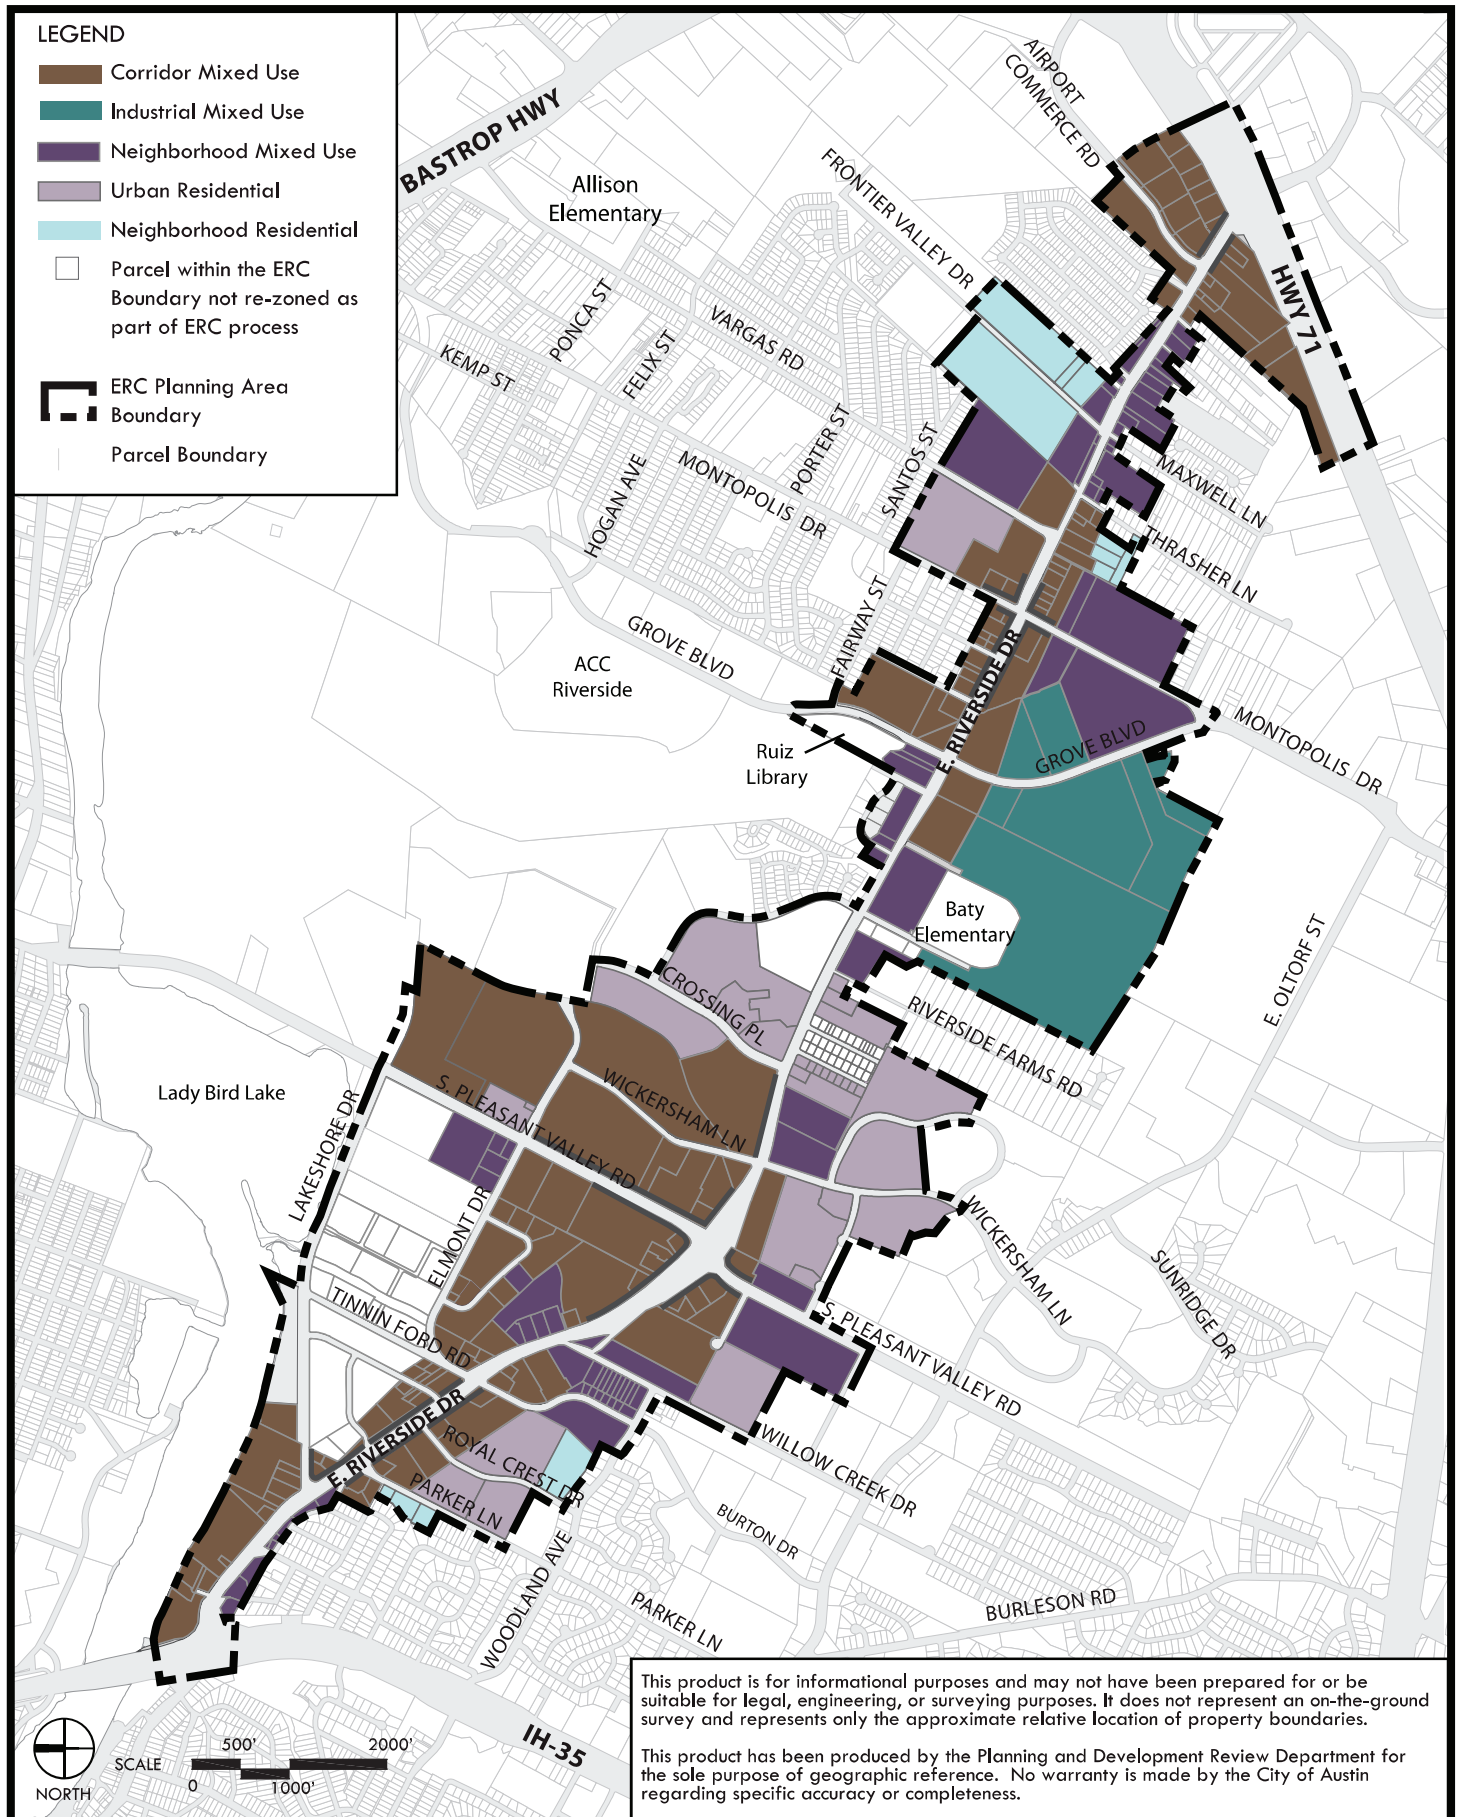 LEGEND
Corridor Mixed Use
Industrial Mixed Use
Neighborhood Mixed Use
Urban Residential
Neighborhood Residential
Parcel within the ERC
Boundary not re-zoned as
part of ERC process
ERC Planning Area
Boundary
Parcel Boundary
BASTROP HWY
AIRPORT
COMMERCE RD
Allison
Elementary
FRONTIER VALLEY DR
HWY 71
PONCA ST
VARGAS RD
FELIX ST
KEMP ST
PORTER ST
SANTOS ST
HOGAN AVE
MONTOPOLIS DR
MAXWELL LN
THRASHER LN
FAIRWAY ST
GROVE BLVD
ACC
Riverside
E. RIVERSIDE DR
Ruiz
Library
GROVE BLVD
MONTOPOLIS DR
Baty
Elementary
E. OLTORF ST
CROSSING PL
RIVERSIDE FARMS RD
Lady Bird Lake
LAKESHORE DR
S. PLEASANT VALLEY RD
WICKERSHAM LN
ELMONT DR
WICKERSHAM LN
SUNRIDGE DR
TINNIN FORD RD
S. PLEASANT VALLEY RD
E. RIVERSIDE DR
ROYAL CREST DR
PARKER LN
WILLOW CREEK DR
BURTON DR
WOODLAND AVE
PARKER LN
BURLESON RD
IH-35
NORTH
SCALE
500'
2000'
0
1000'
This product is for informational purposes and may not have been prepared for or be
suitable for legal, engineering, or surveying purposes. It does not represent an on-the-ground
survey and represents only the approximate relative location of property boundaries.
This product has been produced by the Planning and Development Review Department for
the sole purpose of geographic reference.  No warranty is made by the City of Austin
regarding specific accuracy or completeness.